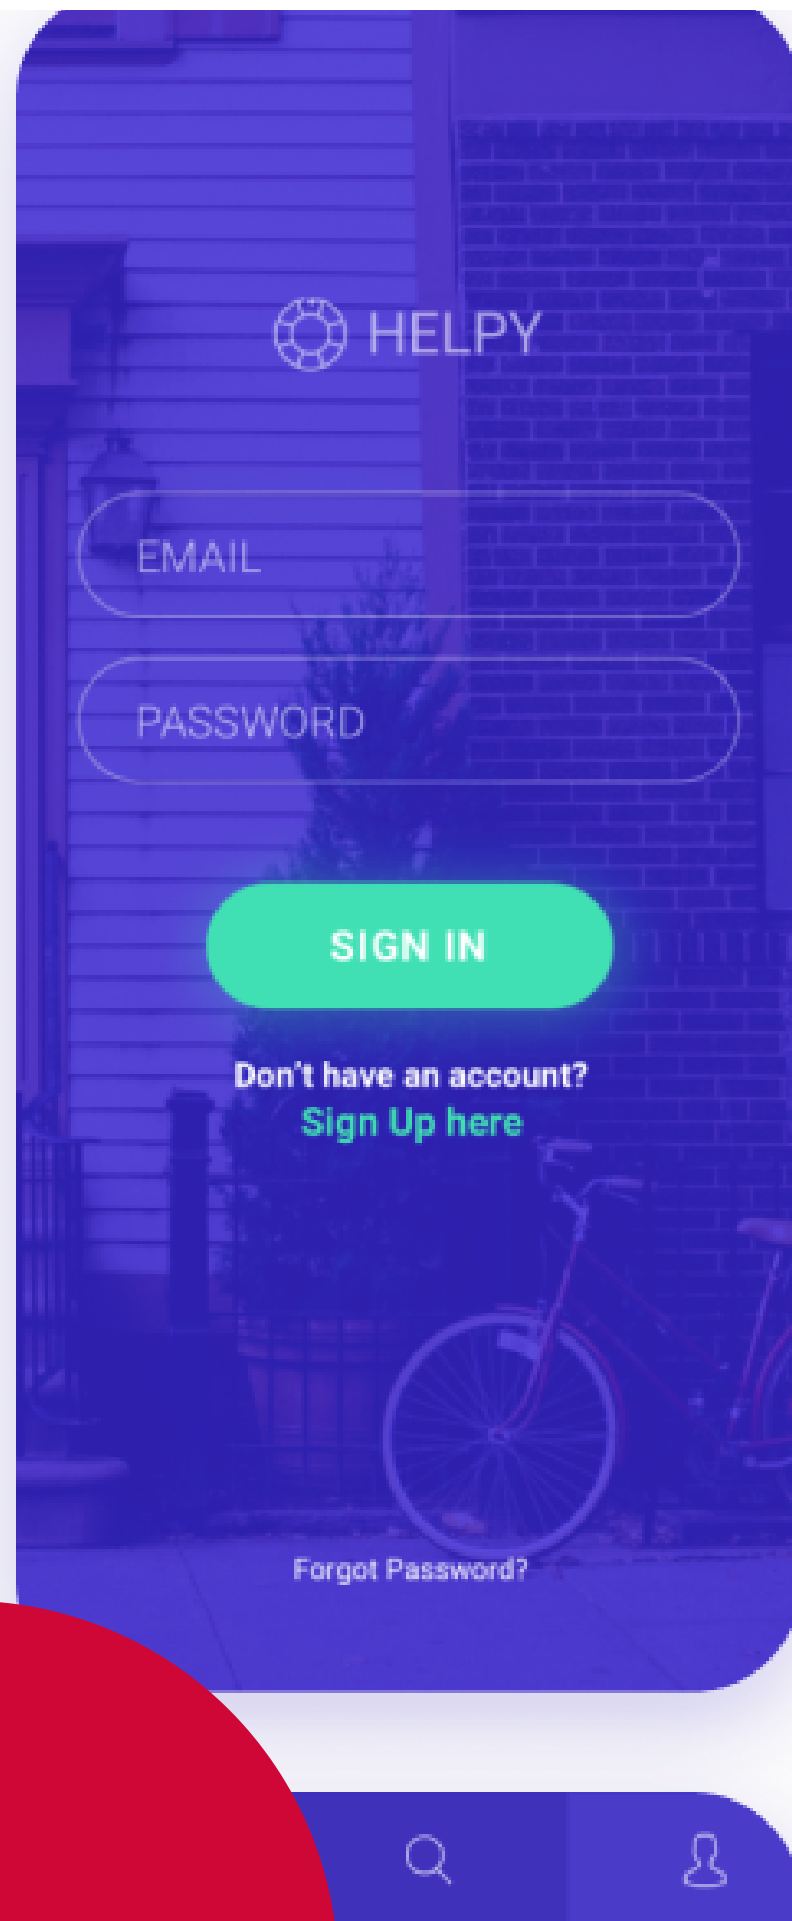 HELPY
EMAIL
PASSWORD
SIGN IN
Don't have an account?
Sign Up here
Forgot Password?